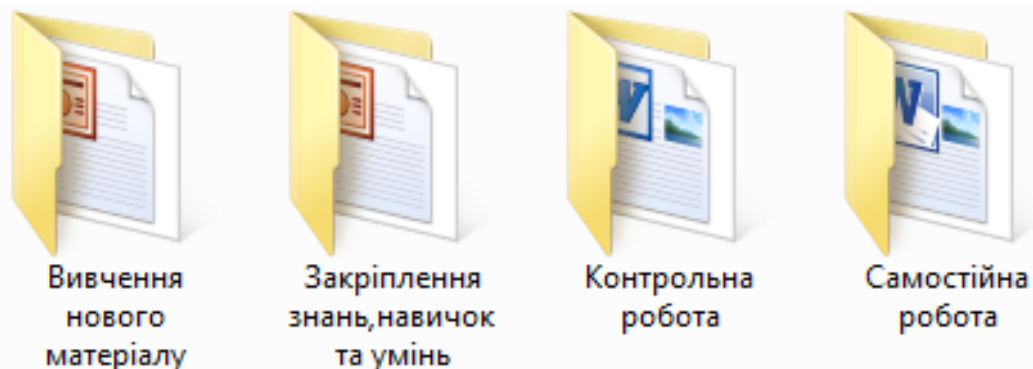 Вивчення
нового
матеріалу
Закріплення
знань,навичок
та умінь
Контрольна
робота
Самостійна
робота